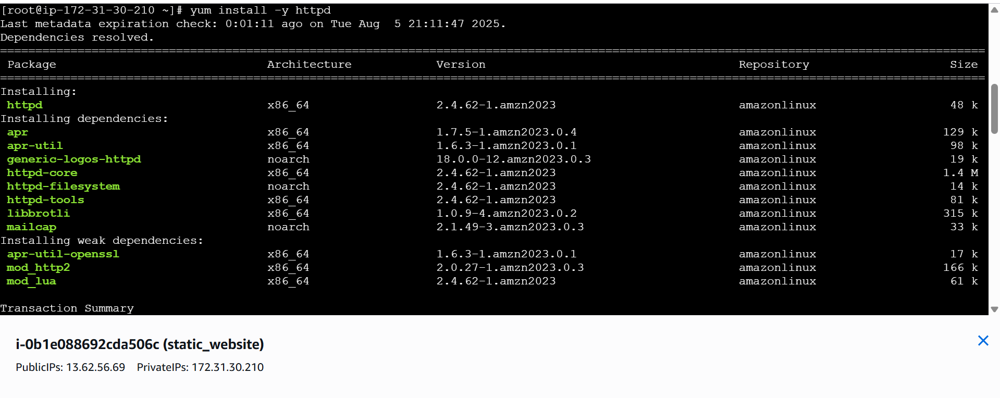 [root@ip-172-31-30-210 ~]# yum install -y httpd
Last metadata expiration check: 0:01:11 ago on Tue Aug  5 21:11:47 2025.
Dependencies resolved.
============================================================================================================================================
Package Architecture Version Repository Size
============================================================================================================================================
Installing:
httpd x86_64 2.4.62-1.amzn2023 amazonlinux 48 k
Installing dependencies:
apr x86_64 1.7.5-1.amzn2023.0.4 amazonlinux 129 k
apr-util x86_64 1.6.3-1.amzn2023.0.1 amazonlinux 98 k
generic-logos-httpd noarch 18.0.0-12.amzn2023.0.3 amazonlinux 19 k
httpd-core x86_64 2.4.62-1.amzn2023 amazonlinux 1.4 M
httpd-filesystem noarch 2.4.62-1.amzn2023 amazonlinux 14 k
httpd-tools x86_64 2.4.62-1.amzn2023 amazonlinux 81 k
libbrotli x86_64 1.0.9-4.amzn2023.0.2 amazonlinux 315 k
mailcap noarch 2.1.49-3.amzn2023.0.3 amazonlinux 33 k
Installing weak dependencies:
apr-util-openssl x86_64 1.6.3-1.amzn2023.0.1 amazonlinux 17 k
mod_http2 x86_64 2.0.27-1.amzn2023.0.3 amazonlinux 166 k
mod_lua x86_64 2.4.62-1.amzn2023 amazonlinux 61 k
Transaction Summary
i-0b1e088692cda506c (static_website)
PublicIPs: 13.62.56.69 PrivateIPs: 172.31.30.210